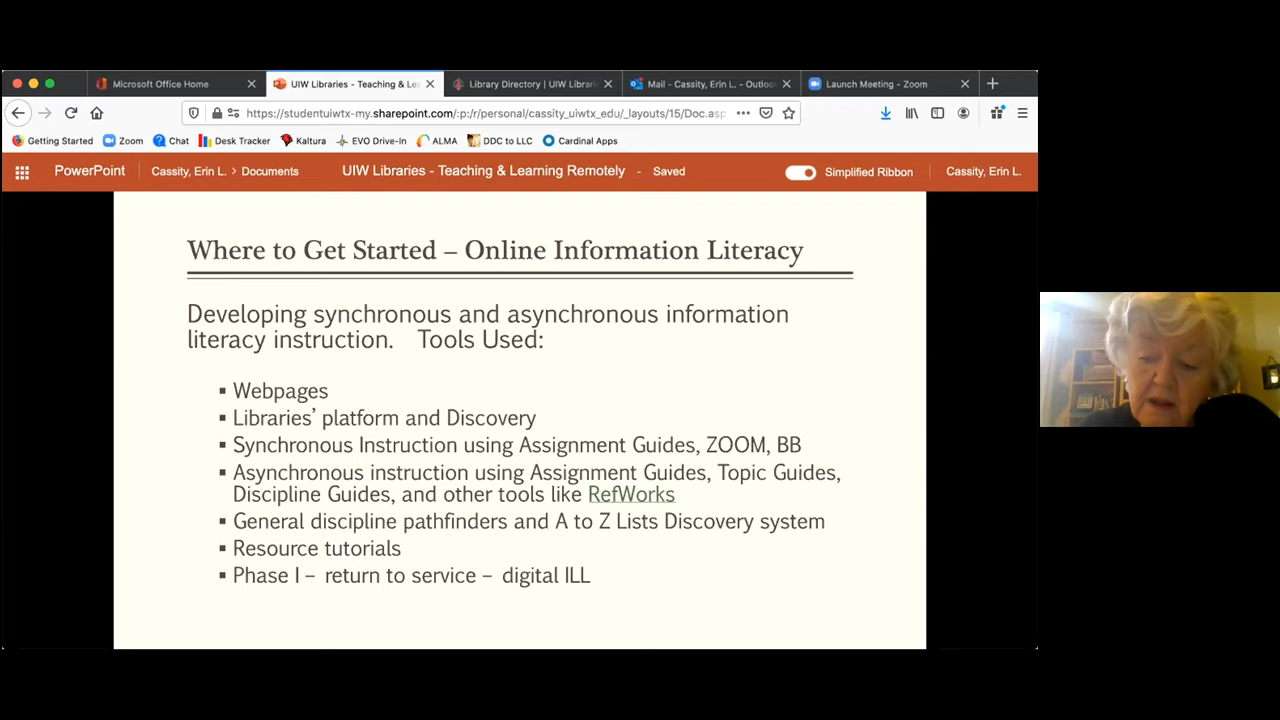 Microsoft Office Home
UIW Libraries - Teaching & Lea
Library Directory | UIW Librari
Mail - Cassity, Erin L. - Outloo
Launch Meeting - Zoom
https://studentuiwtx-my.sharepoint.com/:p:/r/personal/cassity_uiwtx_edu/_layouts/15/Doc.asp
Getting Started Zoom Chat Desk Tracker Kaltura EVO Drive-In ALMA DDC to LLC Cardinal Apps
PowerPoint Cassity, Erin L. > Documents UIW Libraries - Teaching & Learning Remotely - Saved Simplified Ribbon Cassity, Erin L.
Where to Get Started – Online Information Literacy
Developing synchronous and asynchronous information
literacy instruction. Tools Used:
▪ Webpages
▪ Libraries’ platform and Discovery
▪ Synchronous Instruction using Assignment Guides, ZOOM, BB
▪ Asynchronous instruction using Assignment Guides, Topic Guides,
Discipline Guides, and other tools like RefWorks
▪ General discipline pathfinders and A to Z Lists Discovery system
▪ Resource tutorials
▪ Phase I – return to service – digital ILL